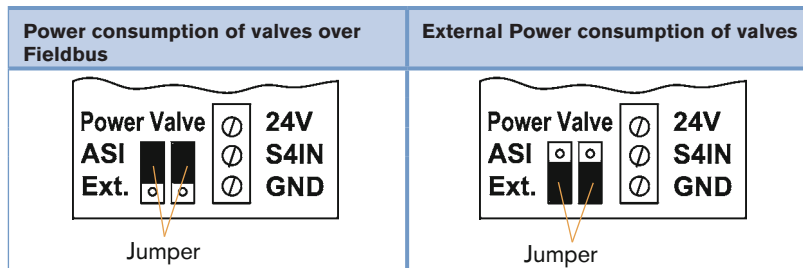 Power consumption of valves over
Fieldbus
External Power consumption of valves
Power Valve
24V
ASI
S4IN
Ext.
GND
Jumper
Power Valve
24V
ASI
S4IN
Ext.
GND
Jumper